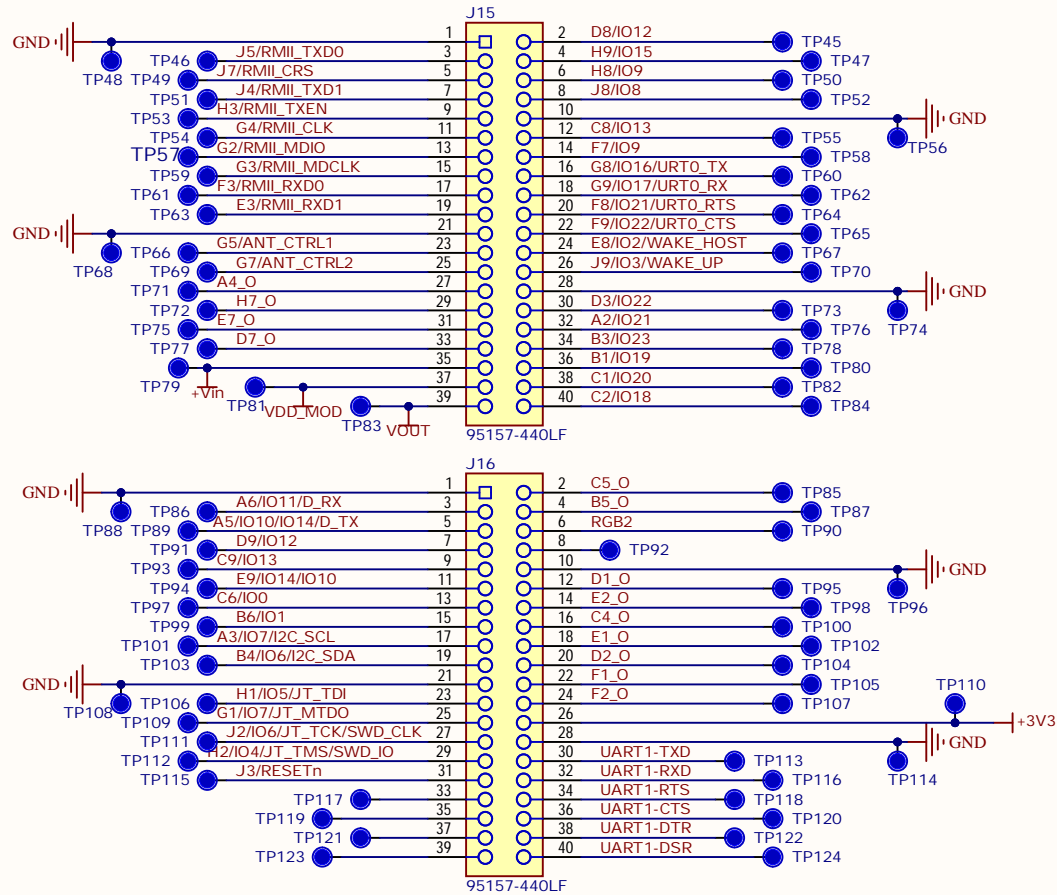 J15
GND 1 2 D8/IO12 TP45
TP48 TP46 J5/RMII_TXD0 3 4 H9/IO15 TP47
TP49 J7/RMII_CRS 5 6 H8/IO9 TP50
TP51 J4/RMII_TXD1 7 8 J8/IO8 TP52
TP53 H3/RMII_TXEN 9 10 GND
TP54 G4/RMII_CLK 11 12 C8/IO13 TP55 TP56
TP57 G2/RMII_MDIO 13 14 F7/IO9 TP58
TP59 G3/RMII_MDCLK 15 16 G8/IO16/URT0_TX TP60
TP61 F3/RMII_RXD0 17 18 G9/IO17/URT0_RX TP62
TP63 E3/RMII_RXD1 19 20 F8/IO21/URT0_RTS TP64
GND 21 22 F9/IO22/URT0_CTS TP65
TP68 TP66 G5/ANT_CTRL1 23 24 E8/IO2/WAKE_HOST TP67
TP69 G7/ANT_CTRL2 25 26 J9/IO3/WAKE_UP TP70
TP71 A4_O 27 28 GND
TP72 H7_O 29 30 D3/IO22 TP73 TP74
TP75 E7_O 31 32 A2/IO21 TP76
TP77 D7_O 33 34 B3/IO23 TP78
TP79 +Vin 35 36 B1/IO19 TP80
TP81 VDD_MOD 37 38 C1/IO20 TP82
TP83 VOUT 39 40 C2/IO18 TP84
95157-440LF
J16
GND 1 2 C5_O TP85
TP88 TP86 A6/IO11/D_RX 3 4 B5_O TP87
TP89 A5/IO10/IO14/D_TX 5 6 RGB2 TP90
TP91 D9/IO12 7 8 TP92
TP93 C9/IO13 9 10 GND
TP94 E9/IO14/IO10 11 12 D1_O TP95 TP96
TP97 C6/IO0 13 14 E2_O TP98
TP99 B6/IO1 15 16 C4_O TP100
TP101 A3/IO7/I2C_SCL 17 18 E1_O TP102
TP103 B4/IO6/I2C_SDA 19 20 D2_O TP104
GND 21 22 F1_O TP105
TP108 TP106 H1/IO5/JT_TDI 23 24 F2_O TP107 TP110
TP109 G1/IO7/JT_MTDO 25 26 +3V3
TP111 J2/IO6/JT_TCK/SWD_CLK 27 28 GND
TP112 H2/IO4/JT_TMS/SWD_IO 29 30 UART1-TXD TP113 TP114
TP115 J3/RESETn 31 32 UART1-RXD TP116
TP117 33 34 UART1-RTS TP118
TP119 35 36 UART1-CTS TP120
TP121 37 38 UART1-DTR TP122
TP123 39 40 UART1-DSR TP124
95157-440LF